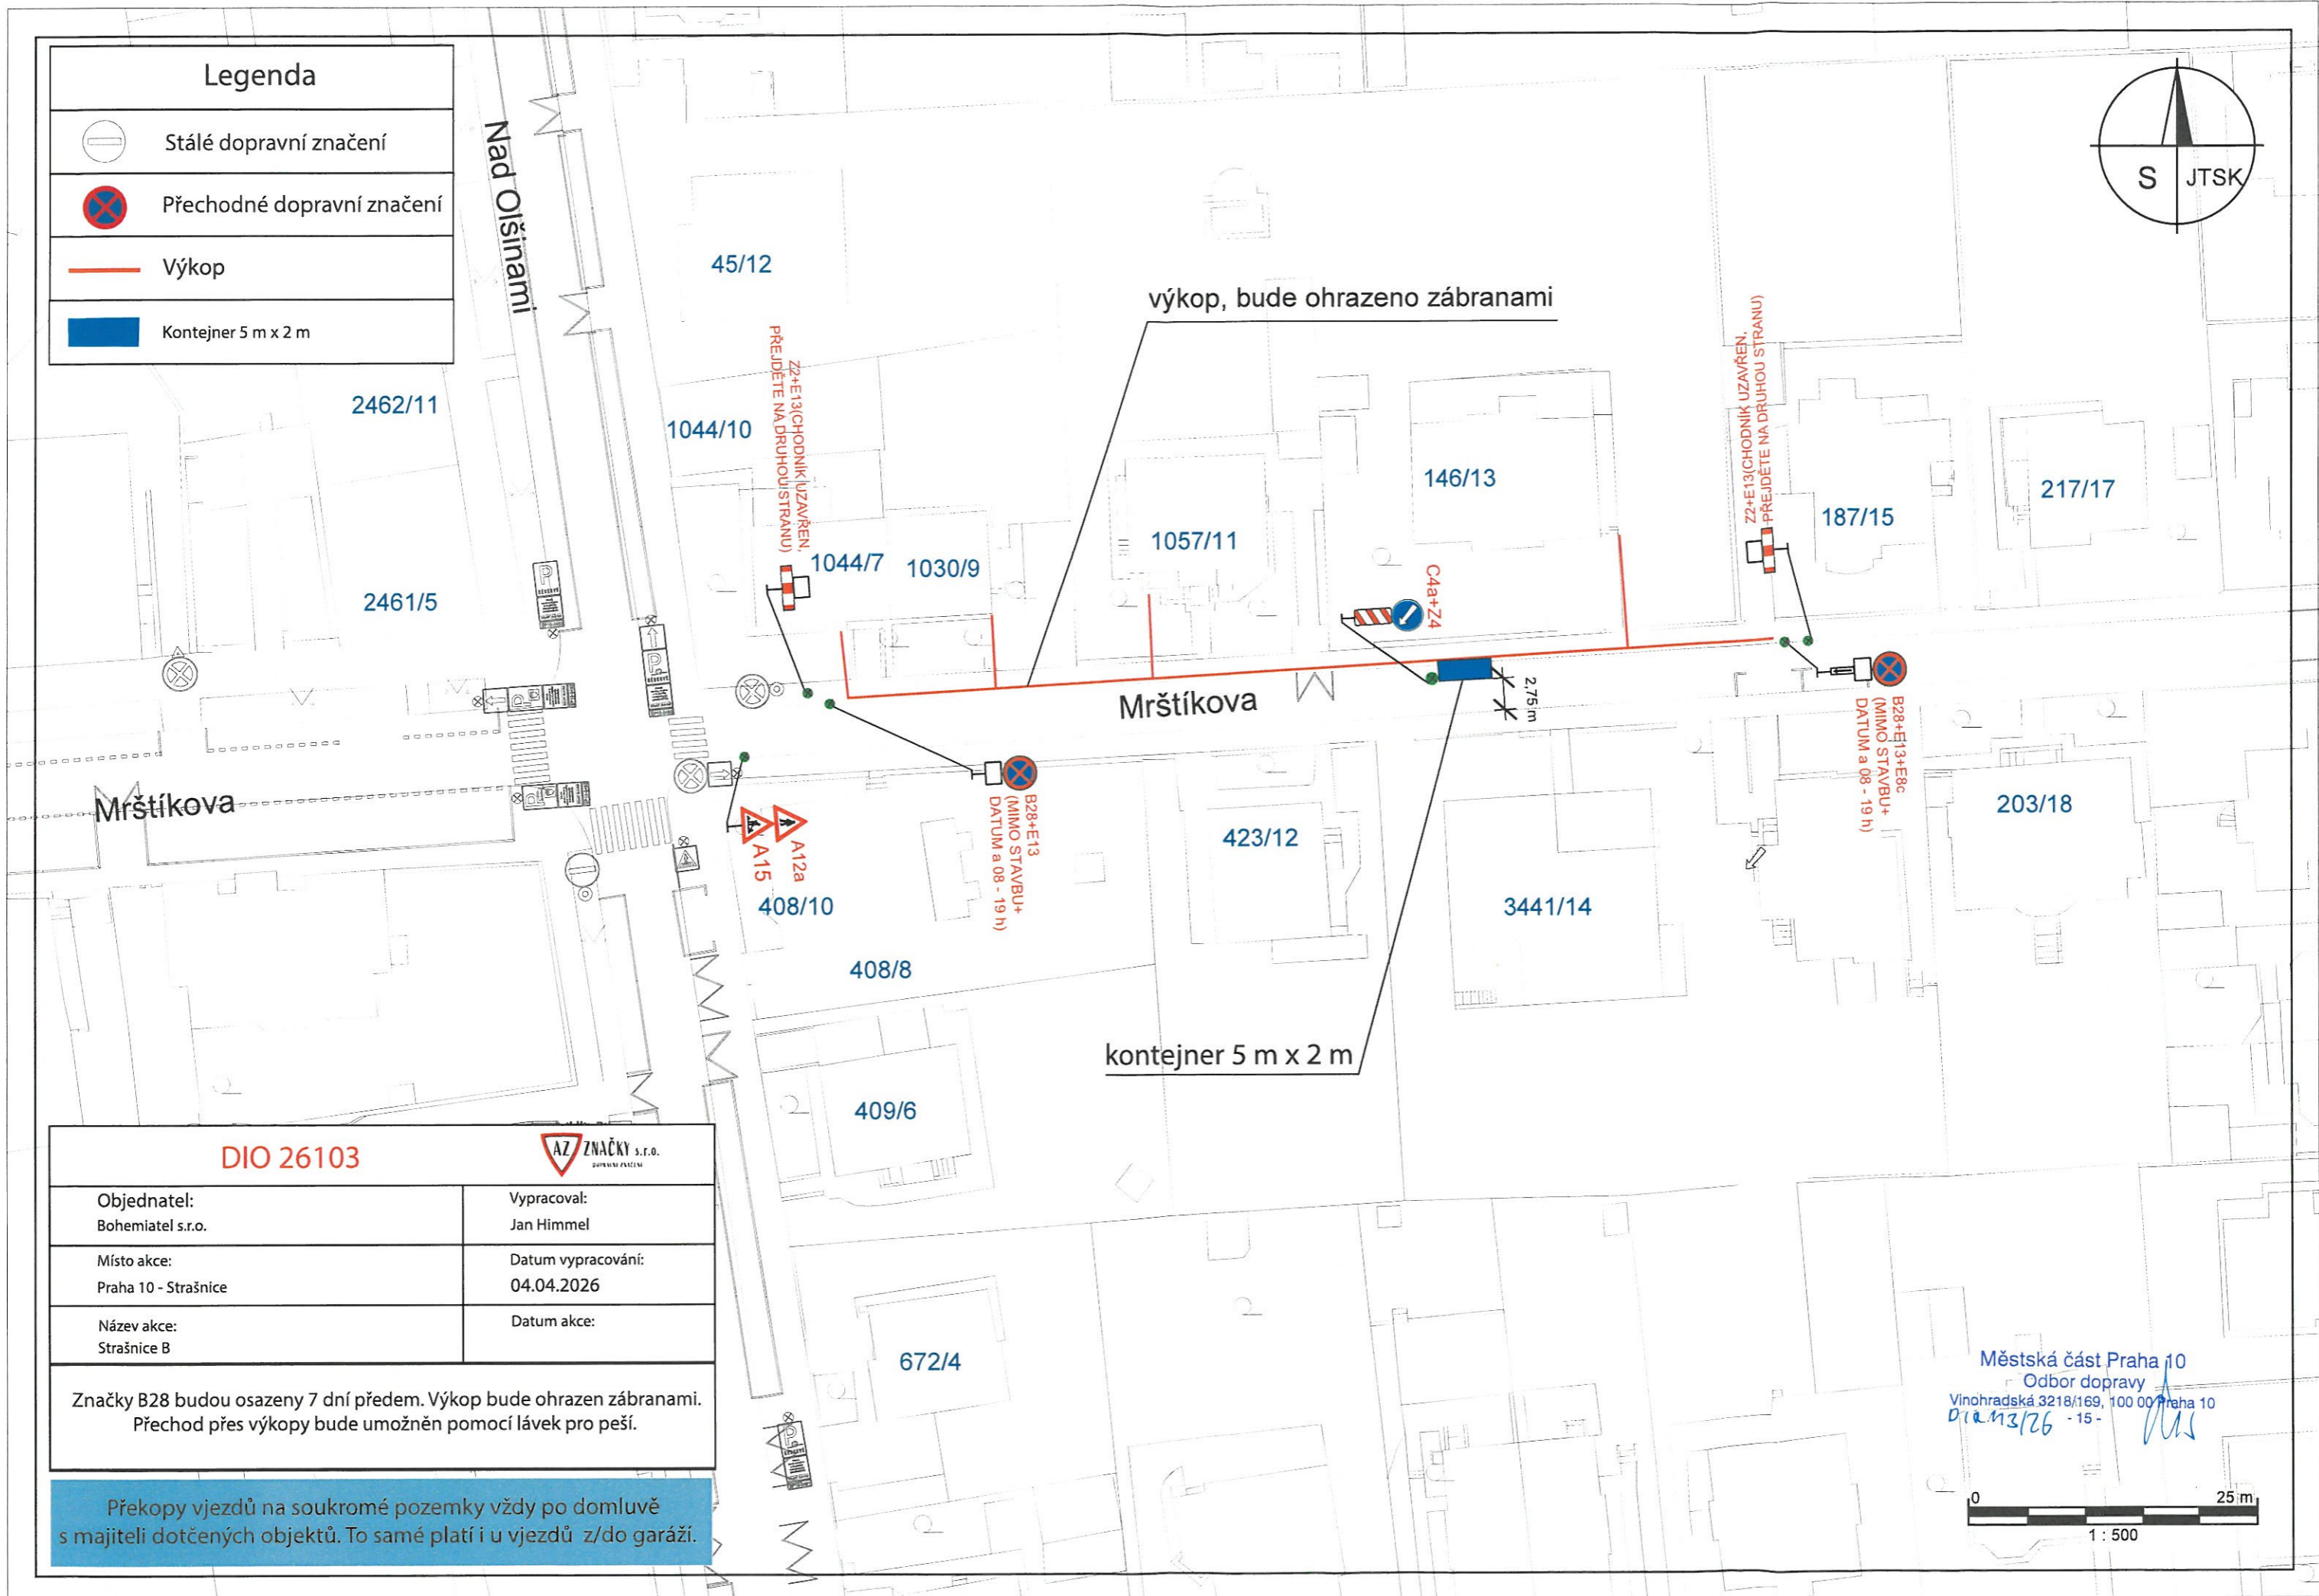 Legenda
Stálé dopravní značení
Přechodné dopravní značení
Výkop
Kontejner 5 m x 2 m
Nad Olšinami
S JTSK
45/12
výkop, bude ohrazeno zábranami
2462/11
1044/10
Z2+E13(CHODNÍK UZAVŘEN,
PŘEJDĚTE NA DRUHOU STRANU)
Z2+E13(CHODNÍK UZAVŘEN,
PŘEJDĚTE NA DRUHOU STRANU)
146/13
217/17
187/15
1057/11
1044/7
1030/9
2461/5
C4a+Z4
Mrštíkova
2,75 m
B28+E13+E8c
(MIMO STAVBU+
DATUM a 08 - 19 h)
Mrštíkova
B28+E13
(MIMO STAVBU+
DATUM a 08 - 19 h)
A12a
A15
203/18
423/12
408/10
3441/14
408/8
kontejner 5 m x 2 m
409/6
672/4
DIO 26103
AZ ZNAČKY s.r.o.
Objednatel:
Bohemiatel s.r.o.
Vypracoval:
Jan Himmel
Místo akce:
Praha 10 - Strašnice
Datum vypracování:
04.04.2026
Název akce:
Strašnice B
Datum akce:
Značky B28 budou osazeny 7 dní předem. Výkop bude ohrazen zábranami.
Přechod přes výkopy bude umožněn pomocí lávek pro peší.
Překopy vjezdů na soukromé pozemky vždy po domluvě
s majiteli dotčených objektů. To samé platí i u vjezdů z/do garáží.
Městská část Praha 10
Odbor dopravy
Vinohradská 3218/169, 100 00 Praha 10
- 15 -
0 25 m
1 : 500